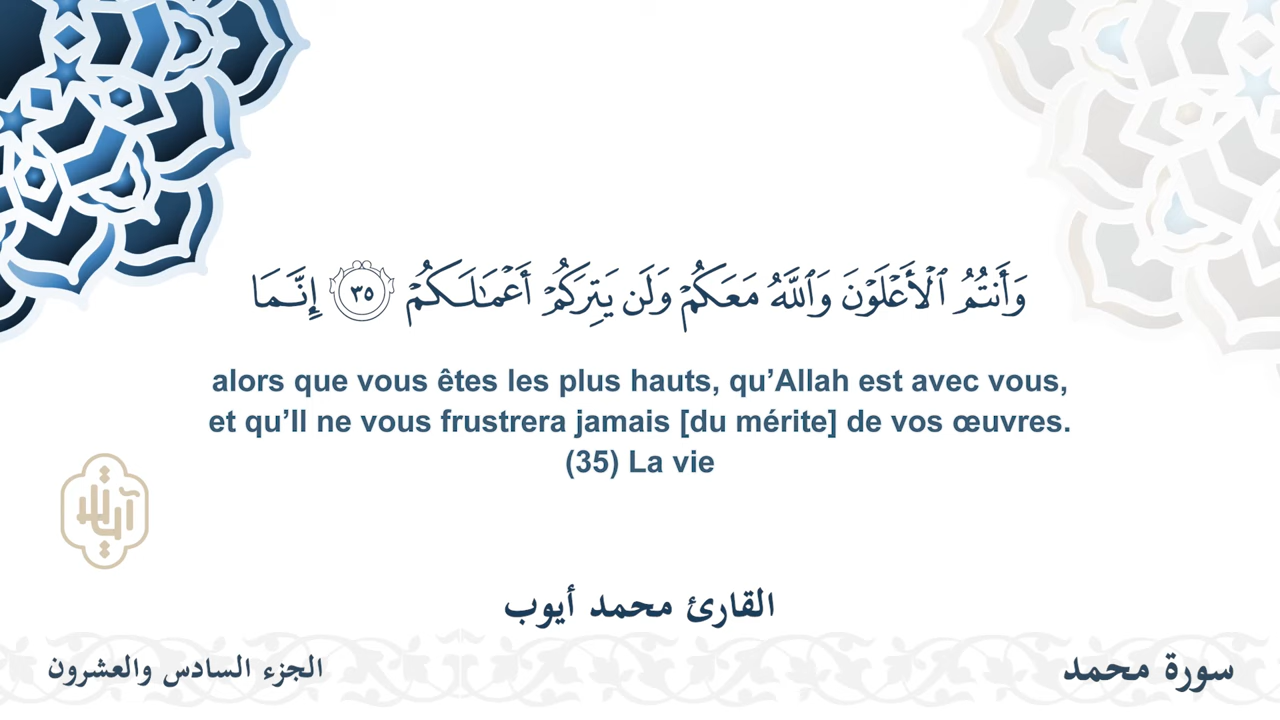 وَأَنتُمُ ٱلْأَعْلَوْنَ وَٱللَّهُ مَعَكُمْ وَلَن يَتِرَكُمْ أَعْمَـٰلَكُمْ ٣٥ إِنَّمَا
alors que vous êtes les plus hauts, qu’Allah est avec vous,
et qu’Il ne vous frustrera jamais [du mérite] de vos œuvres.
(35) La vie
آيات
القارئ محمد أيوب
سورة محمد
الجزء السادس والعشرون